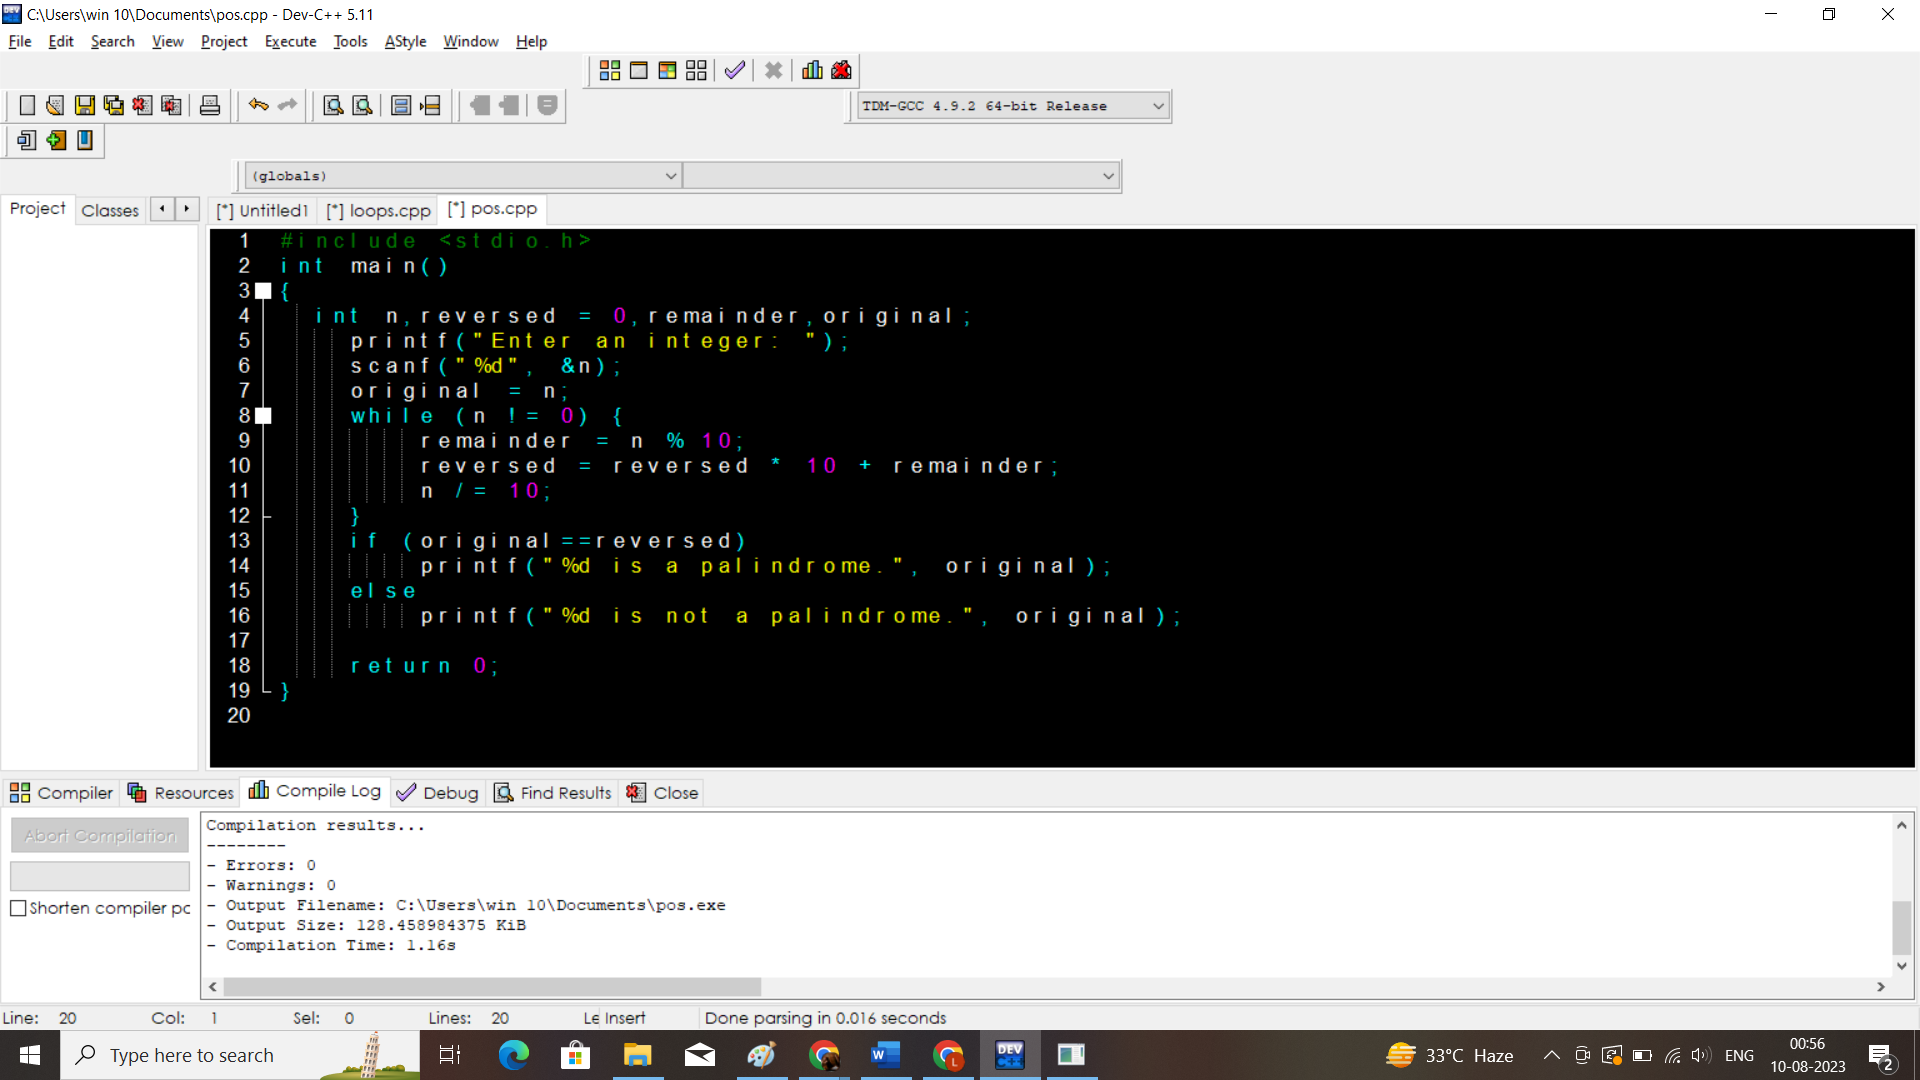 C:\Users\win 10\Documents\pos.cpp - Dev-C++ 5.11
File Edit Search View Project Execute Tools AStyle Window Help
TDM-GCC 4.9.2 64-bit Release
(globals)
Project Classes [*] Untitled1 [*] loops.cpp [*] pos.cpp
1 #include <stdio.h>
2 int main()
3 {
4 int n,reversed = 0,remainder,original;
5 printf("Enter an integer: ");
6 scanf("%d", &n);
7 original = n;
8 while (n != 0) {
9 remainder = n % 10;
10 reversed = reversed * 10 + remainder;
11 n /= 10;
12 }
13 if (original==reversed)
14 printf("%d is a palindrome.", original);
15 else
16 printf("%d is not a palindrome.", original);
17
18 return 0;
19 }
20
Compiler Resources Compile Log Debug Find Results Close
Abort Compilation
Shorten compiler pc
Compilation results...
--------
- Errors: 0
- Warnings: 0
- Output Filename: C:\Users\win 10\Documents\pos.exe
- Output Size: 128.458984375 KiB
- Compilation Time: 1.16s
Line: 20 Col: 1 Sel: 0 Lines: 20 Le Insert Done parsing in 0.016 seconds
Type here to search
33°C Haze ENG
00:56
10-08-2023
2